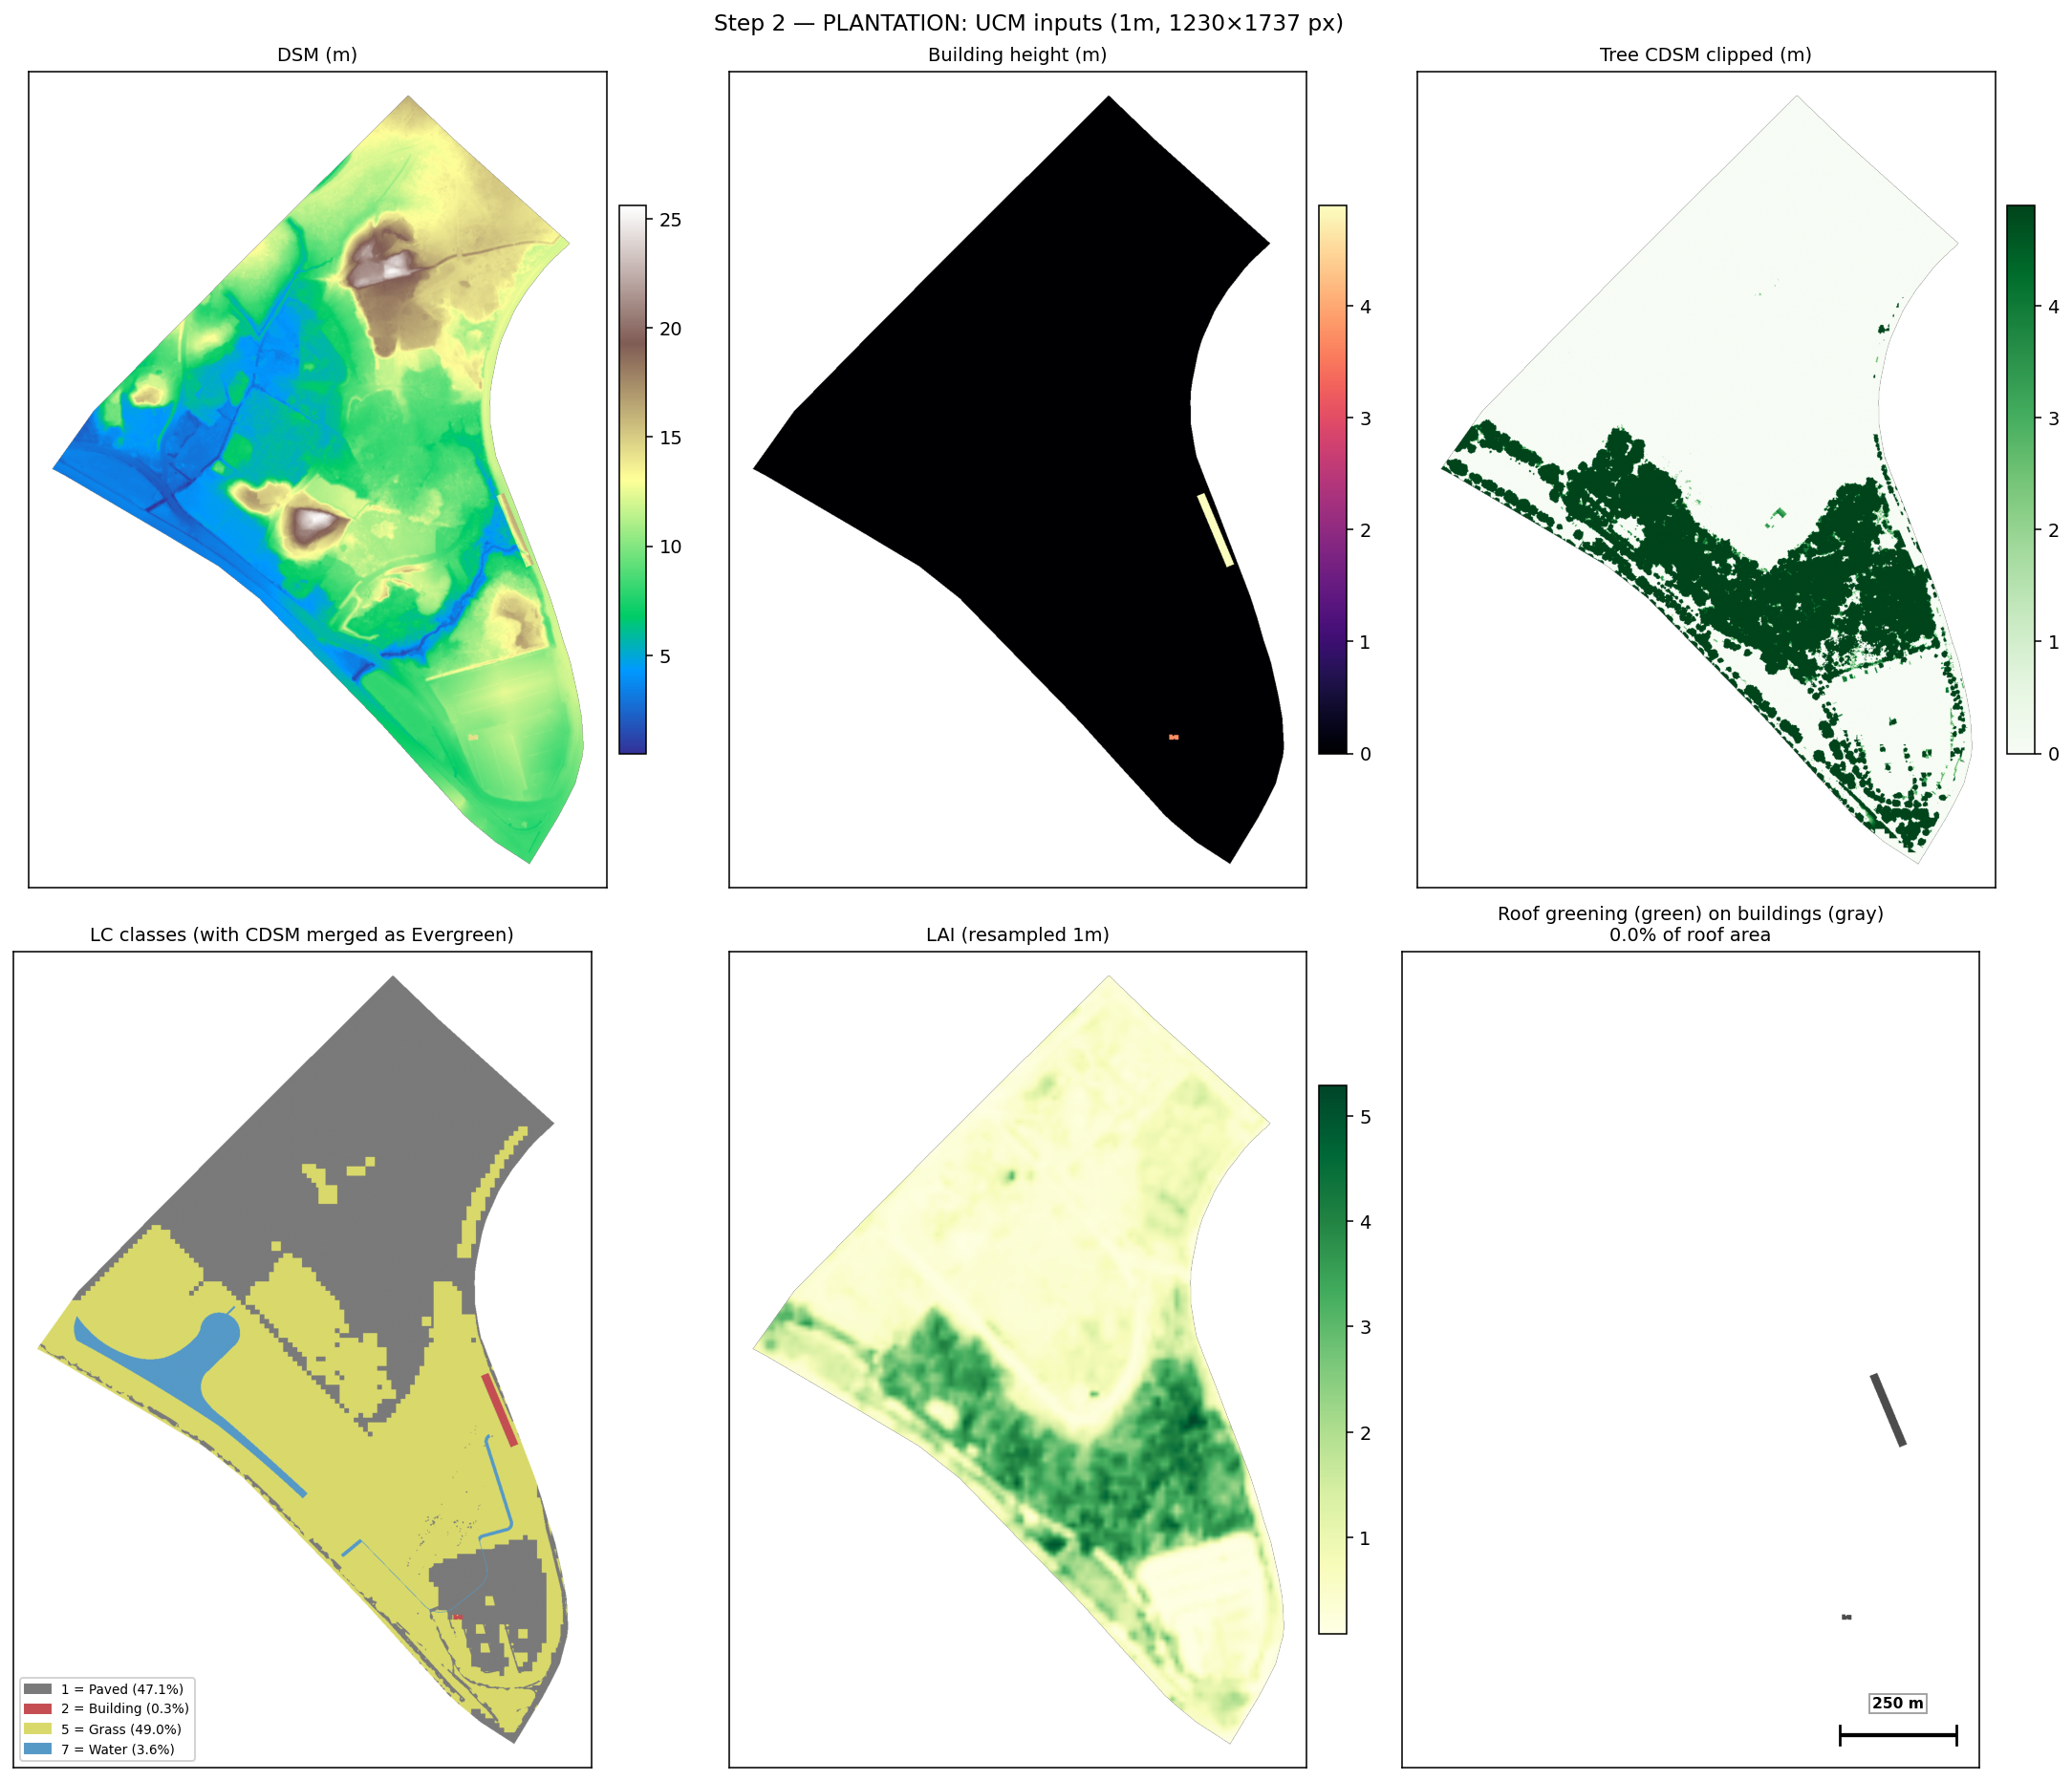 Step 2 — PLANTATION: UCM inputs (1m, 1230×1737 px)
DSM (m)
25
20
15
10
5
Building height (m)
4
3
2
1
0
Tree CDSM clipped (m)
4
3
2
1
0
LC classes (with CDSM merged as Evergreen)
1 = Paved (47.1%)
2 = Building (0.3%)
5 = Grass (49.0%)
7 = Water (3.6%)
LAI (resampled 1m)
5
4
3
2
1
Roof greening (green) on buildings (gray)
0.0% of roof area
250 m